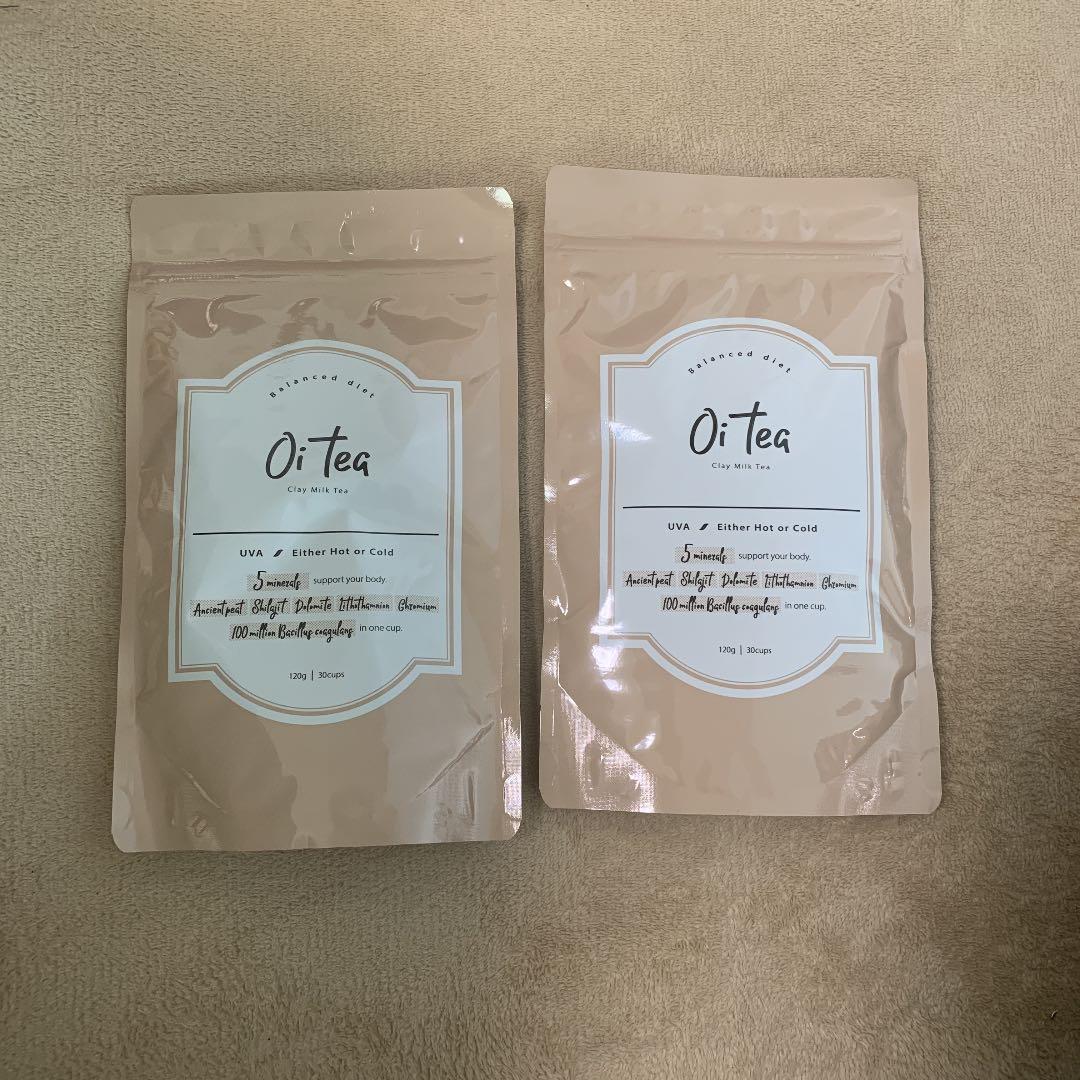 Balanced diet
Oi Tea
Clay Milk Tea
UVA Either Hot or Cold
5 minerals support your body.
Ancient peat Shilajit Dolomite Lithothamnion Chromium
100 million Bacillus coagulans in one cup.
120g | 30cups
Balanced diet
Oi Tea
Clay Milk Tea
UVA Either Hot or Cold
5 minerals support your body.
Ancient peat Shilajit Dolomite Lithothamnion Chromium
100 million Bacillus coagulans in one cup.
120g | 30cups